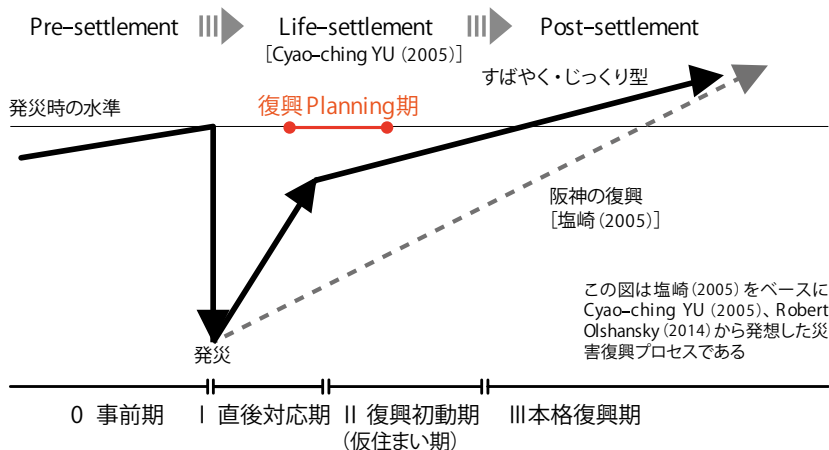 Pre–settlement
Life–settlement
Post–settlement
[Cyao–ching YU (2005)]
すばやく・じっくり型
発災時の水準
復興Planning期
阪神の復興
[塩崎(2005)]
この図は塩崎(2005)をベースに
Cyao–ching YU (2005)、Robert
Olshansky (2014)から発想した災
害復興プロセスである
発災
0 事前期
Ⅰ 直後対応期
Ⅱ 復興初動期
(仮住まい期)
Ⅲ本格復興期